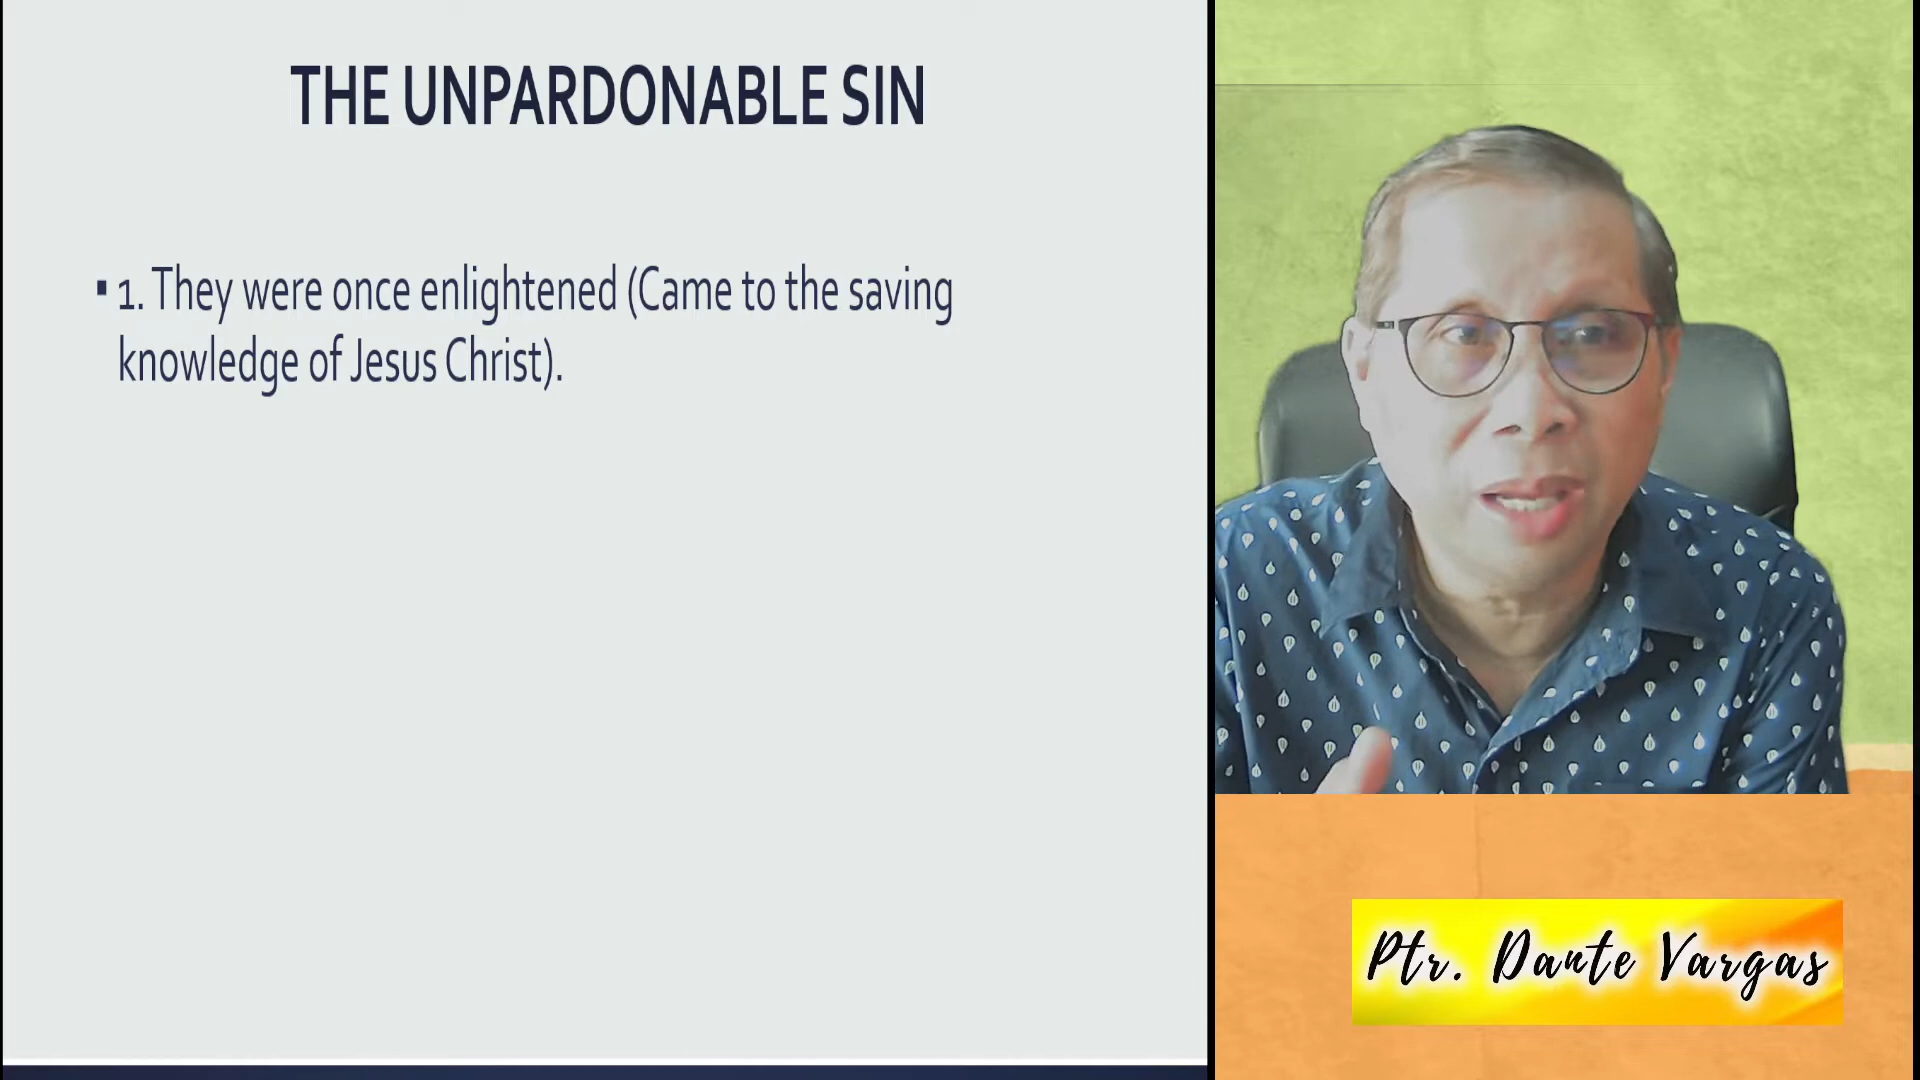 THE UNPARDONABLE SIN
▪ 1. They were once enlightened (Came to the saving
knowledge of Jesus Christ).
Ptr. Dante Vargas